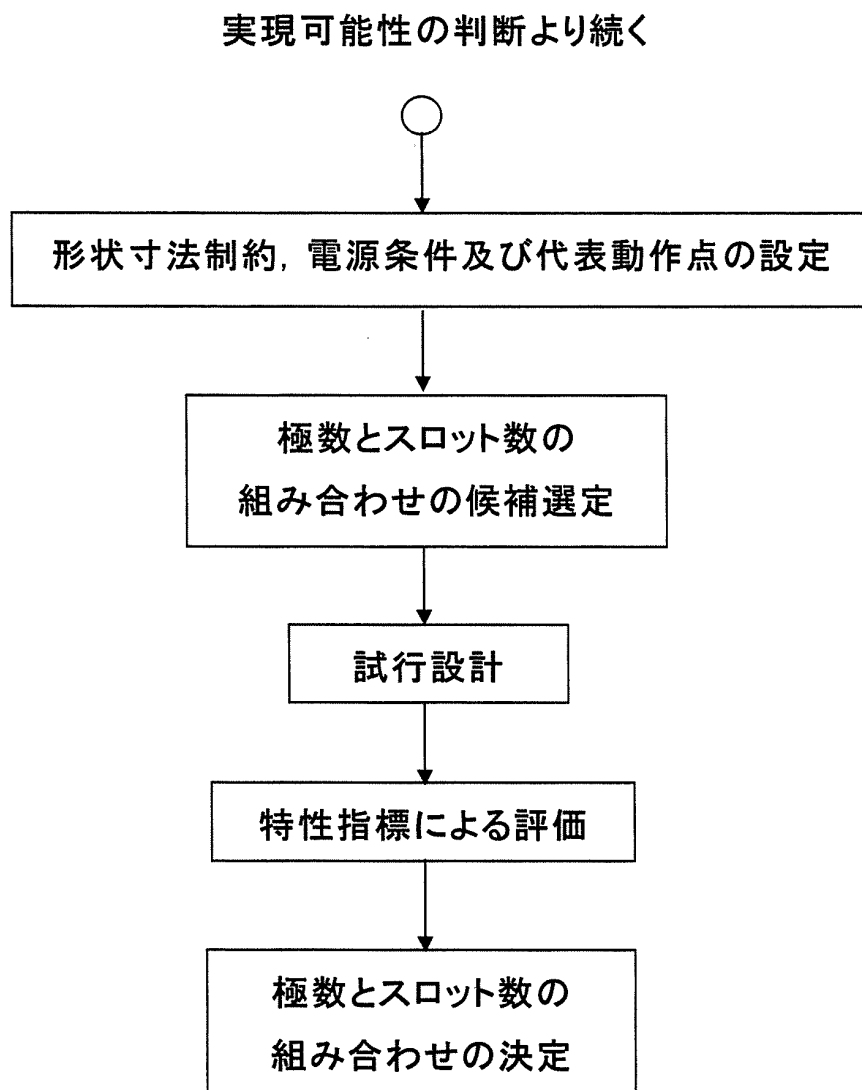 実現可能性の判断より続く
形状寸法制約，電源条件及び代表動作点の設定
極数とスロット数の
組み合わせの候補選定
試行設計
特性指標による評価
極数とスロット数の
組み合わせの決定